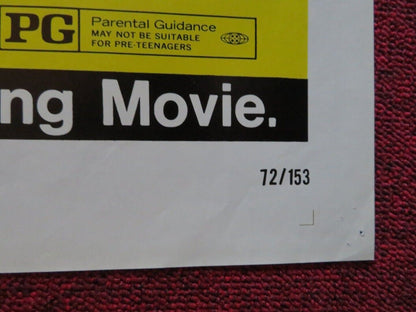 PG
Parental Guidance
MAY NOT BE SUITABLE
FOR PRE-TEENAGERS
ng Movie.
72/153